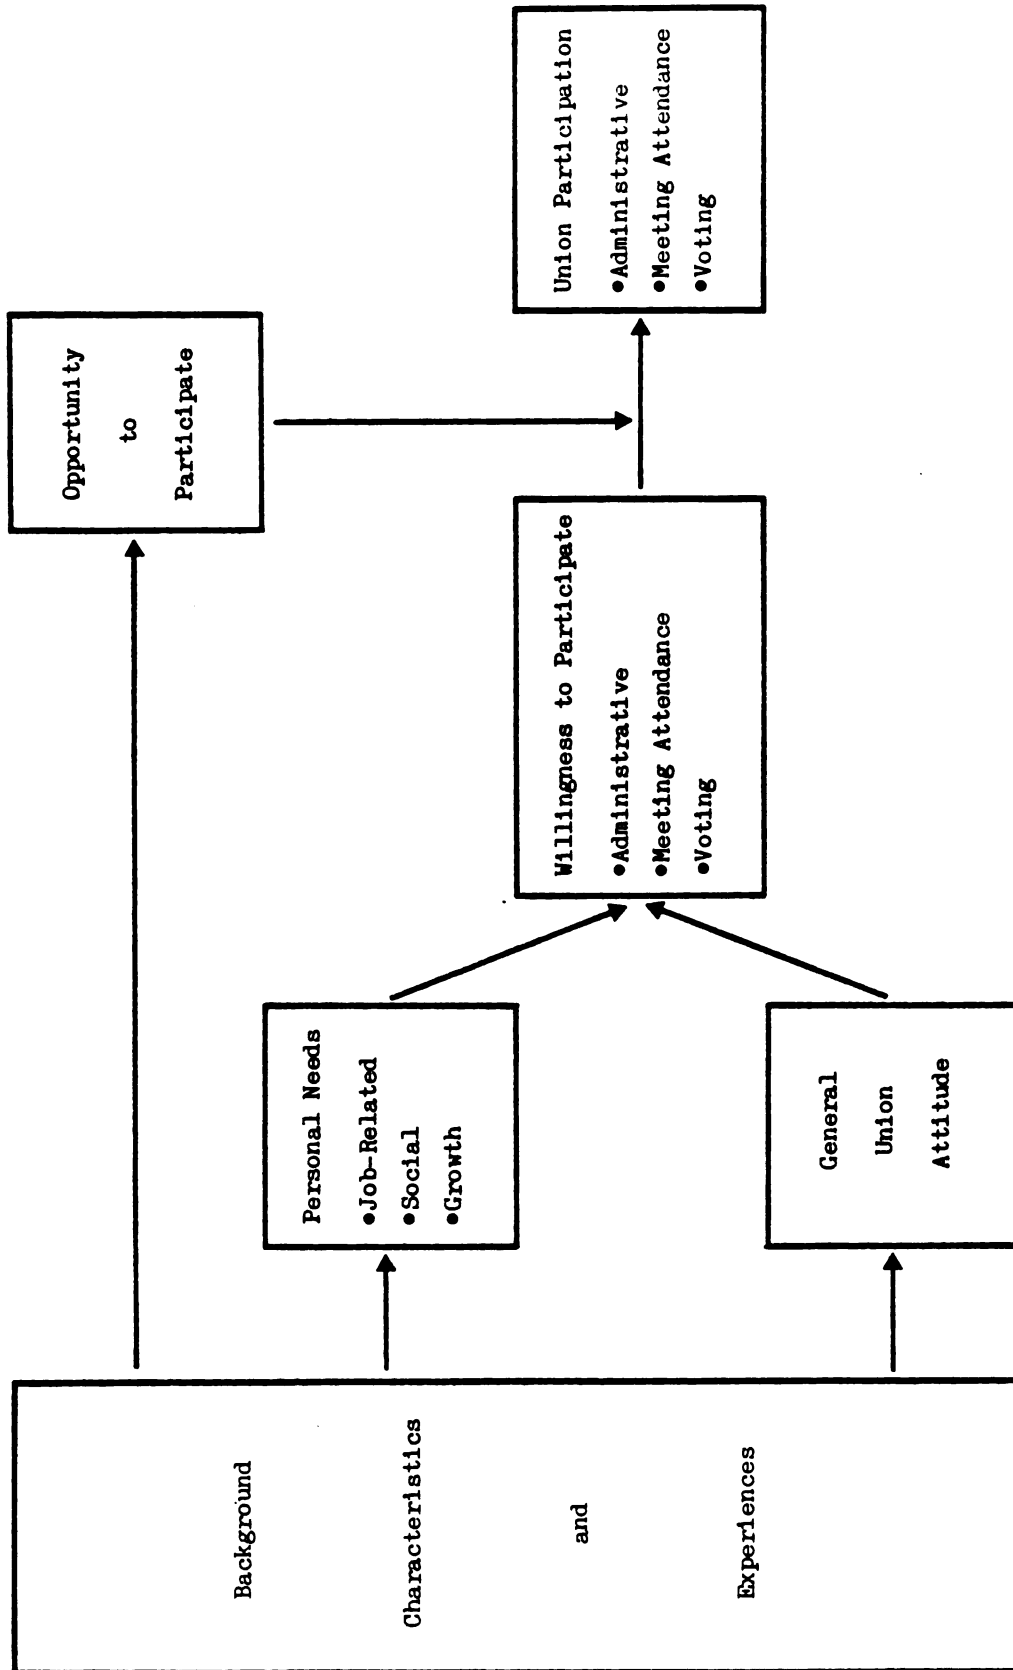 Background
Characteristics
and
Experiences
Opportunity
to
Participate
Personal Needs
●Job-Related
●Social
●Growth
General
Union
Attitude
Willingness to Participate
●Administrative
●Meeting Attendance
●Voting
Union Participation
●Administrative
●Meeting Attendance
●Voting